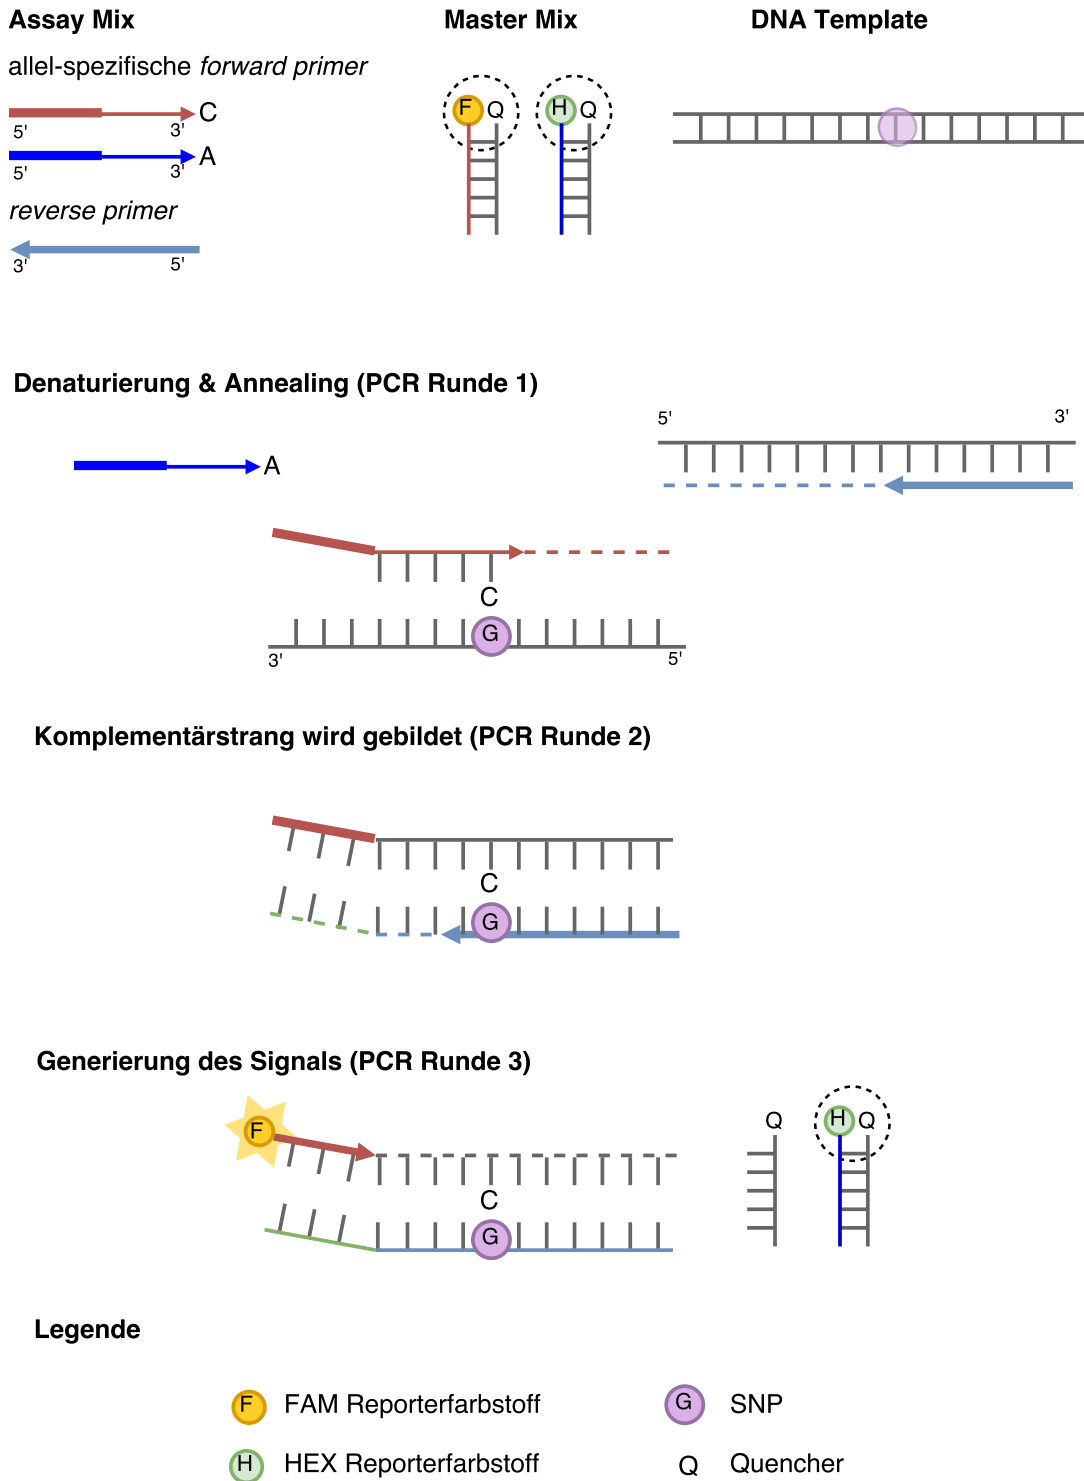 Assay Mix
Master Mix
DNA Template
allel-spezifische forward primer
F Q
H Q
C
5' 3'
A
5' 3'
reverse primer
3' 5'
Denaturierung & Annealing (PCR Runde 1)
5' 3'
A
C
G
3' 5'
Komplementärstrang wird gebildet (PCR Runde 2)
C
G
Generierung des Signals (PCR Runde 3)
F
Q
H Q
C
G
Legende
F FAM Reporterfarbstoff
G SNP
H HEX Reporterfarbstoff
Q Quencher